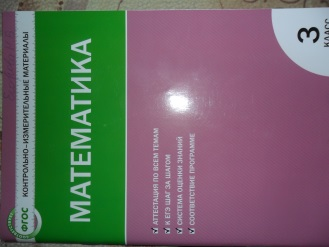 ФГОС
КОНТРОЛЬНО-ИЗМЕРИТЕЛЬНЫЕ МАТЕРИАЛЫ
МАТЕМАТИКА
АТТЕСТАЦИЯ ПО ВСЕМ ТЕМАМ
К ЕГЭ ШАГ ЗА ШАГОМ
СИСТЕМА ОЦЕНКИ ЗНАНИЙ
СООТВЕТСТВИЕ ПРОГРАММЕ
3 КЛАСС